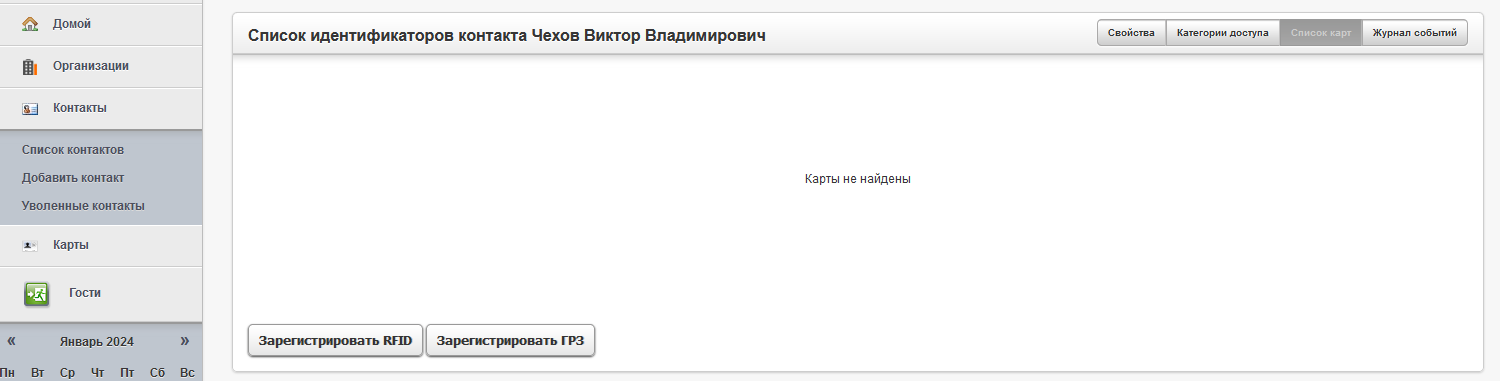 Домой
Организации
Контакты
Список контактов
Добавить контакт
Уволенные контакты
Карты
Гости
« Январь 2024 »
Пн Вт Ср Чт Пт Сб Вс
Список идентификаторов контакта Чехов Виктор Владимирович
Свойства Категории доступа Список карт Журнал событий
Карты не найдены
Зарегистрировать RFID Зарегистрировать ГРЗ